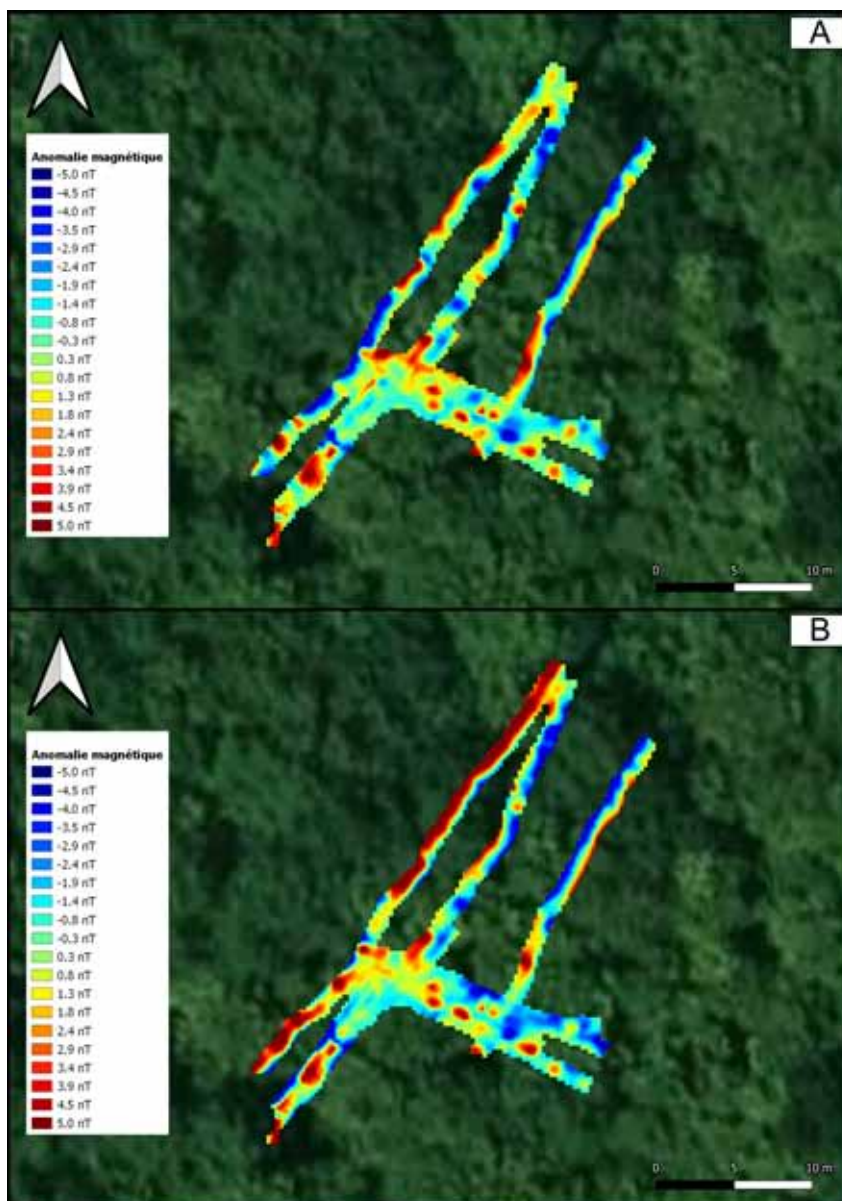 A
Anomalie magnétique
-5.0 nT
-4.5 nT
-4.0 nT
-3.5 nT
-2.9 nT
-2.4 nT
-1.9 nT
-1.4 nT
-0.8 nT
-0.3 nT
0.3 nT
0.8 nT
1.3 nT
1.8 nT
2.4 nT
2.9 nT
3.4 nT
3.9 nT
4.5 nT
5.0 nT
0 5 10 m
B
Anomalie magnétique
-5.0 nT
-4.5 nT
-4.0 nT
-3.5 nT
-2.9 nT
-2.4 nT
-1.9 nT
-1.4 nT
-0.8 nT
-0.3 nT
0.3 nT
0.8 nT
1.3 nT
1.8 nT
2.4 nT
2.9 nT
3.4 nT
3.9 nT
4.5 nT
5.0 nT
0 5 10 m